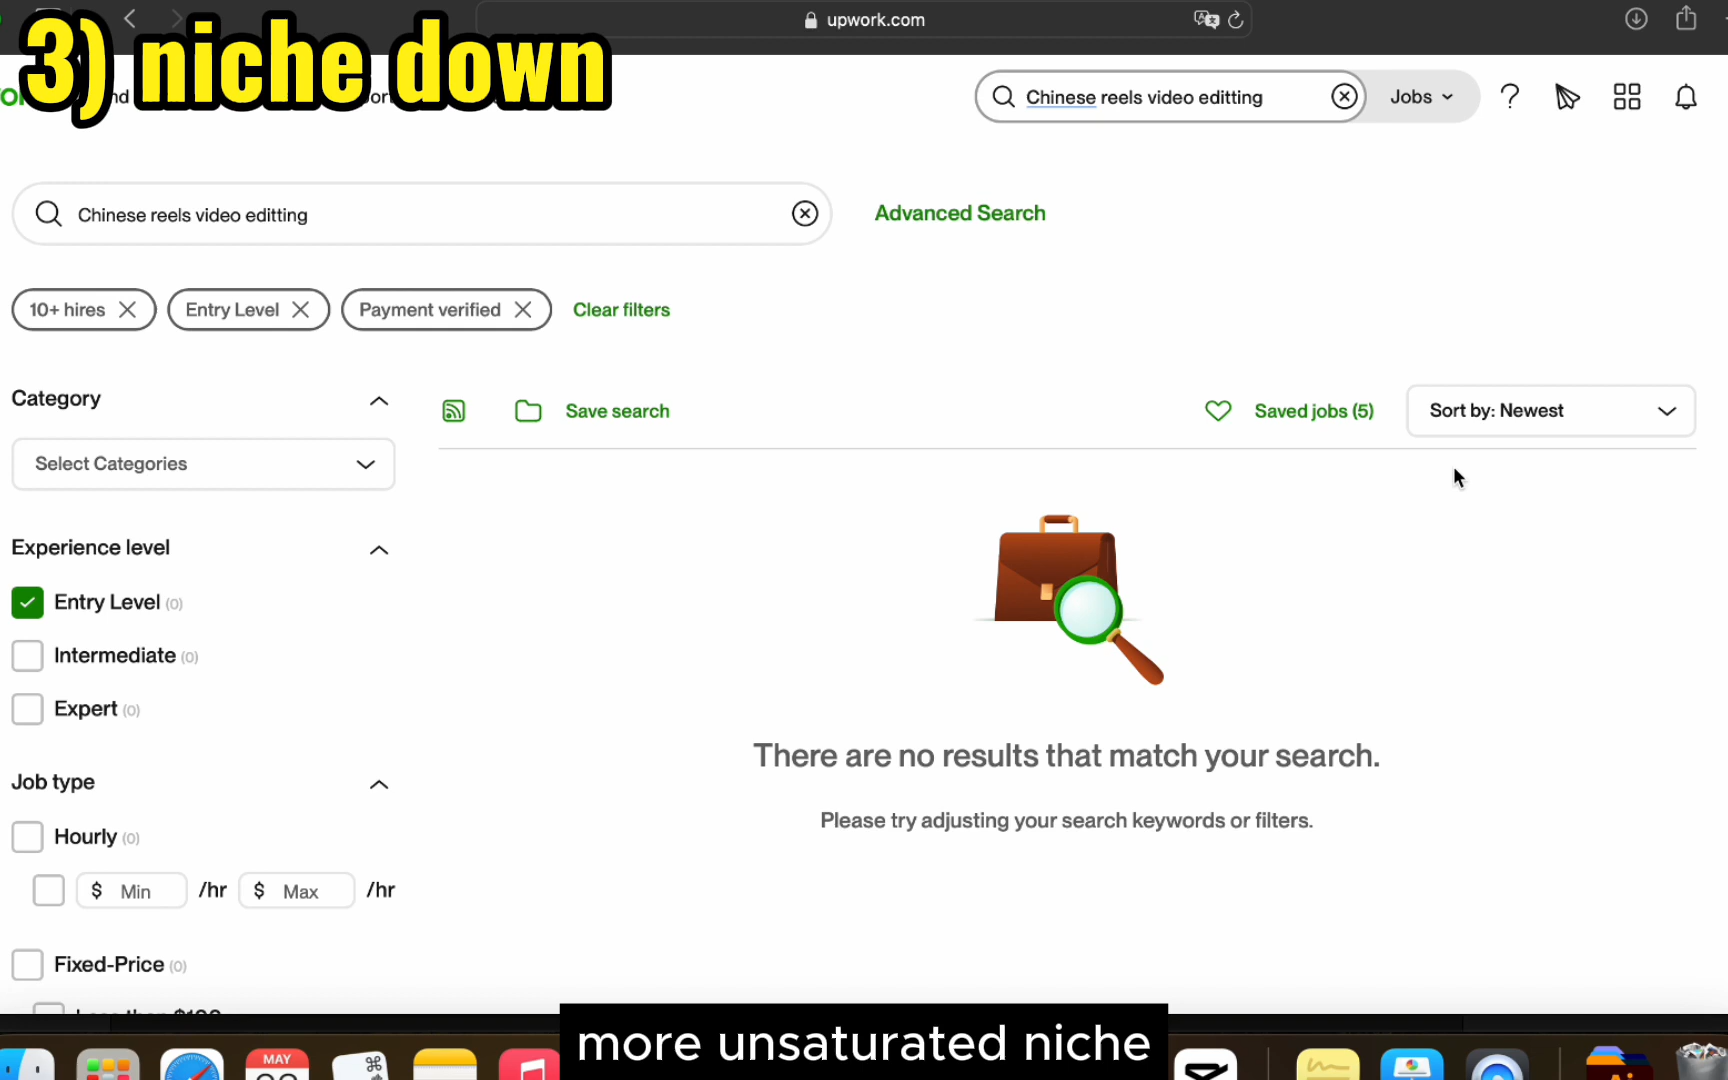 upwork.com
3) niche down
Chinese reels video editting
Jobs
Chinese reels video editting
Advanced Search
10+ hires
Entry Level
Payment verified
Clear filters
Category
Save search
Saved jobs (5)
Sort by: Newest
Select Categories
Experience level
Entry Level (0)
Intermediate (0)
Expert (0)
There are no results that match your search.
Job type
Please try adjusting your search keywords or filters.
Hourly (0)
$ Min /hr $ Max /hr
Fixed-Price (0)
more unsaturated niche
MAY